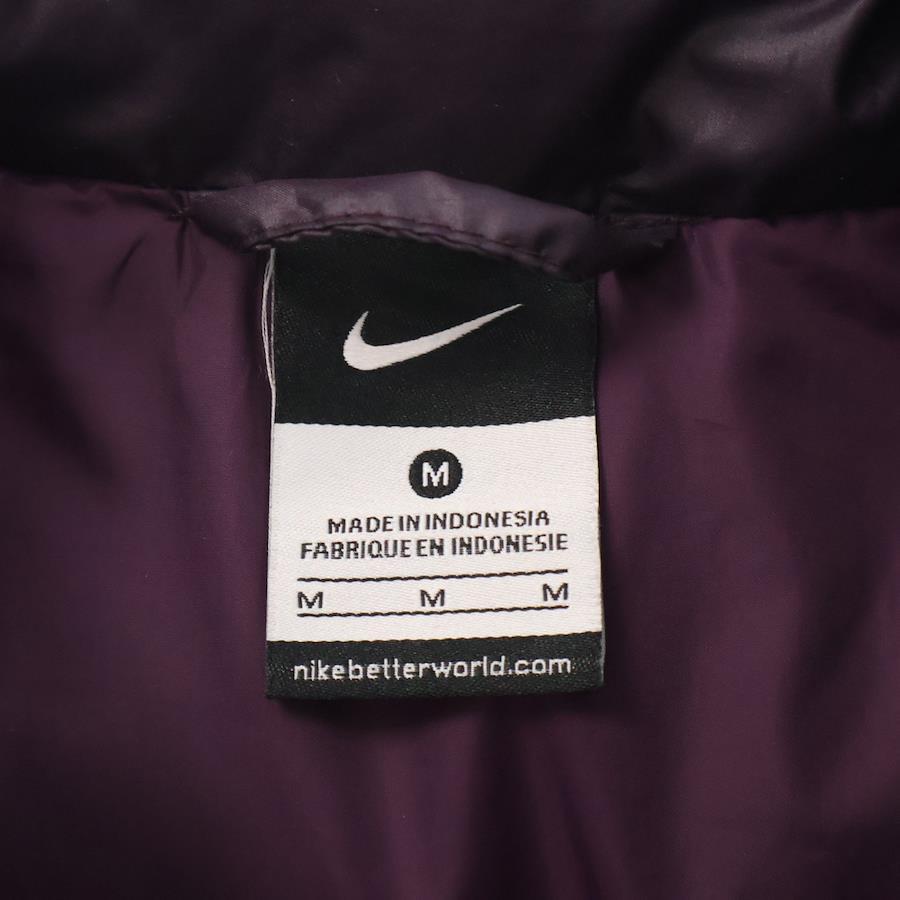 M
MADE IN INDONESIA
FABRIQUE EN INDONESIE
M M M
nikebetterworld.com